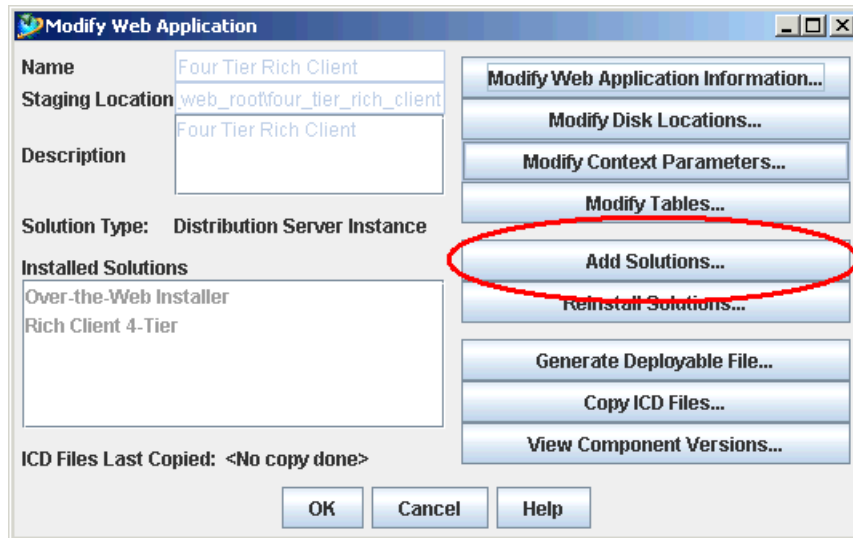 Modify Web Application
Name
Four Tier Rich Client
Staging Location
_web_root\four_tier_rich_client
Description
Four Tier Rich Client
Solution Type: Distribution Server Instance
Installed Solutions
Over-the-Web Installer
Rich Client 4-Tier
ICD Files Last Copied: <No copy done>
Modify Web Application Information...
Modify Disk Locations...
Modify Context Parameters...
Modify Tables...
Add Solutions...
Reinstall Solutions...
Generate Deployable File...
Copy ICD Files...
View Component Versions...
OK
Cancel
Help